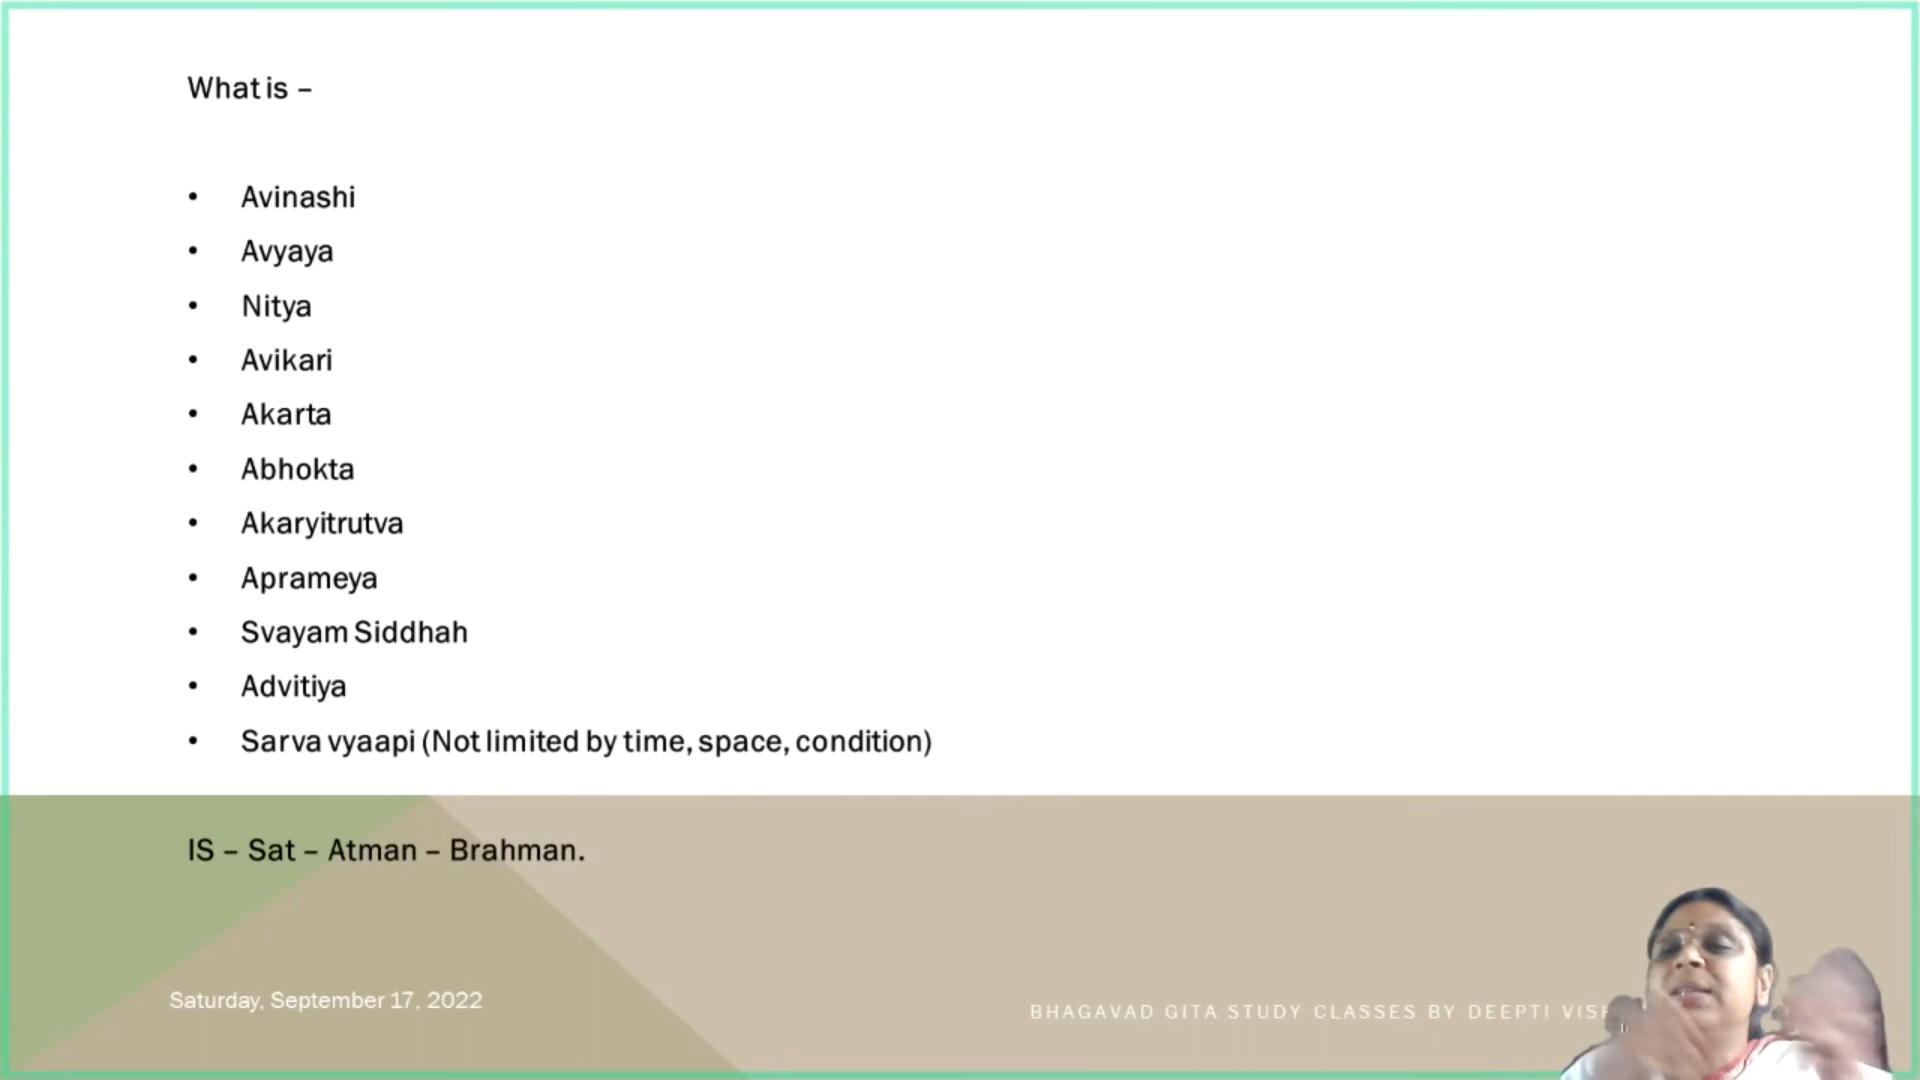 What is –
• Avinashi
• Avyaya
• Nitya
• Avikari
• Akarta
• Abhokta
• Akaryitrutva
• Aprameya
• Svayam Siddhah
• Advitiya
• Sarva vyaapi (Not limited by time, space, condition)
IS – Sat – Atman – Brahman.
Saturday, September 17, 2022
BHAGAVAD GITA STUDY CLASSES BY DEEPTI